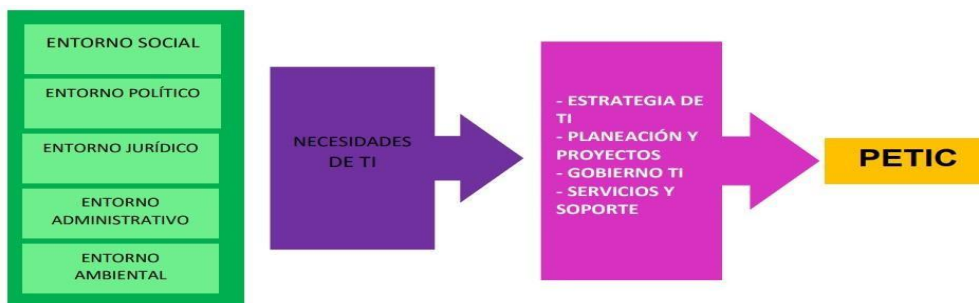 ENTORNO SOCIAL
ENTORNO POLÍTICO
ENTORNO JURÍDICO
ENTORNO
ADMINISTRATIVO
ENTORNO
AMBIENTAL
NECESIDADES
DE TI
- ESTRATEGIA DE
TI
- PLANEACIÓN Y
PROYECTOS
- GOBIERNO TI
- SERVICIOS Y
SOPORTE
PETIC